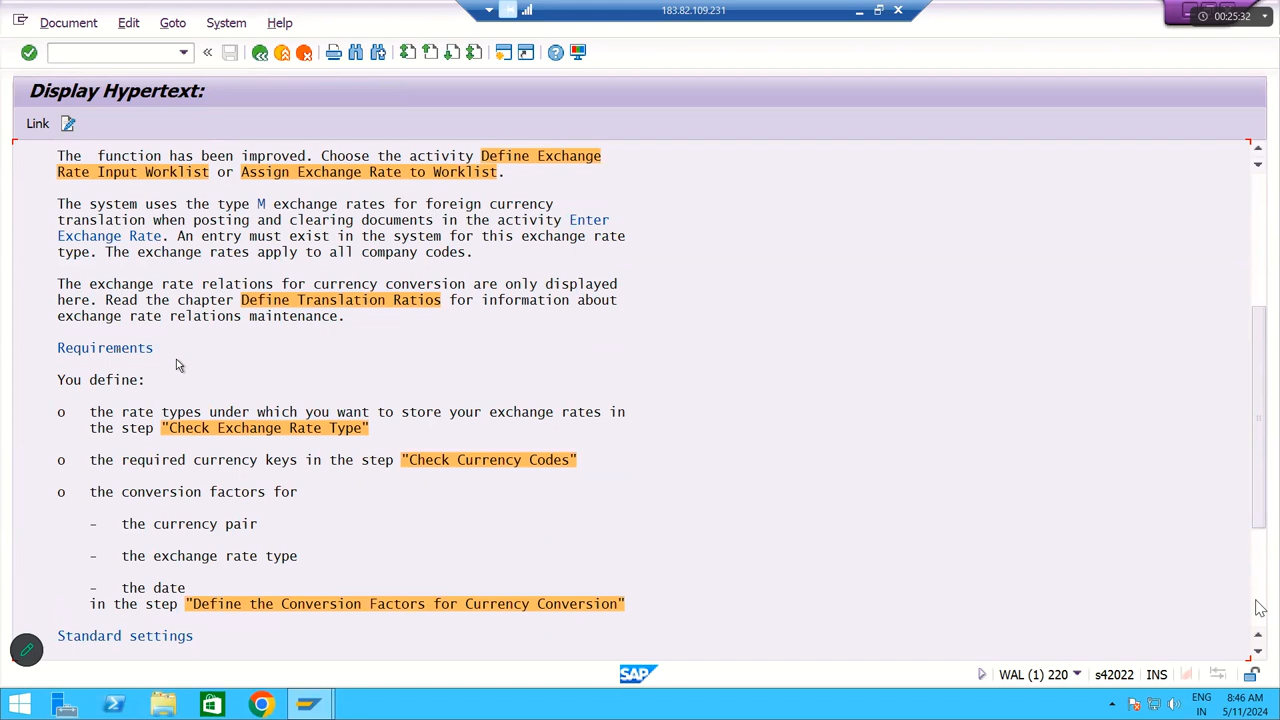 183.82.109.231
00:25:32
Document Edit Goto System Help
Display Hypertext:
Link
The function has been improved. Choose the activity Define Exchange
Rate Input Worklist or Assign Exchange Rate to Worklist.
The system uses the type M exchange rates for foreign currency
translation when posting and clearing documents in the activity Enter
Exchange Rate. An entry must exist in the system for this exchange rate
type. The exchange rates apply to all company codes.
The exchange rate relations for currency conversion are only displayed
here. Read the chapter Define Translation Ratios for information about
exchange rate relations maintenance.
Requirements
You define:
o the rate types under which you want to store your exchange rates in
the step "Check Exchange Rate Type"
o the required currency keys in the step "Check Currency Codes"
o the conversion factors for
- the currency pair
- the exchange rate type
- the date
in the step "Define the Conversion Factors for Currency Conversion"
Standard settings
SAP
WAL (1) 220 s42022 INS
ENG 8:46 AM
IN 5/11/2024